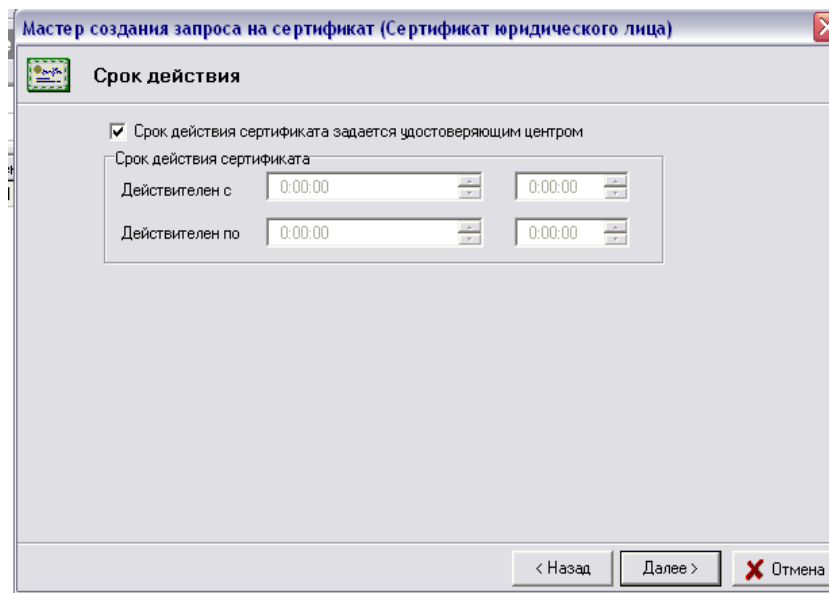 Мастер создания запроса на сертификат (Сертификат юридического лица)
Срок действия
Срок действия сертификата задается удостоверяющим центром
Срок действия сертификата
Действителен с 0:00:00 0:00:00
Действителен по 0:00:00 0:00:00
< Назад Далее > Отмена